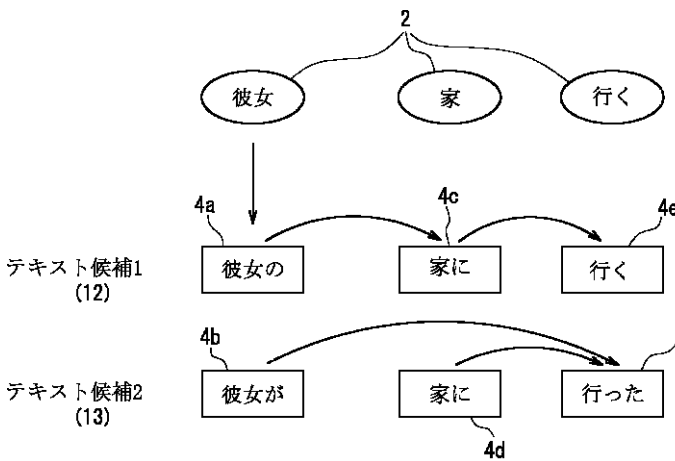 2
彼女 家 行く
4a 4c 4e
テキスト候補1 彼女の 家に 行く
(12)
4b
テキスト候補2 彼女が 家に 行った
(13)
4d